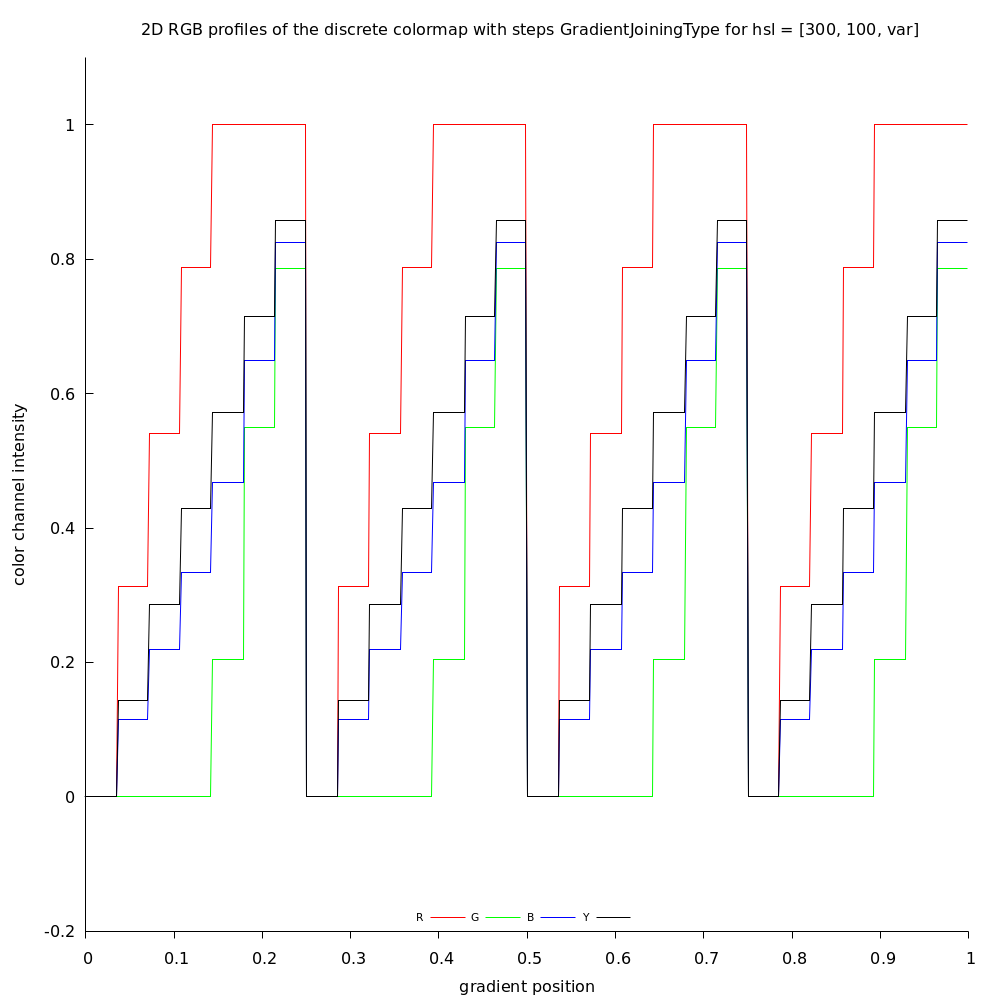 2D RGB profiles of the discrete colormap with steps GradientJoiningType for hsl = [300, 100, var]
1
0.8
0.6
0.4
0.2
0
-0.2
color channel intensity
R G B Y
0 0.1 0.2 0.3 0.4 0.5 0.6 0.7 0.8 0.9 1
gradient position